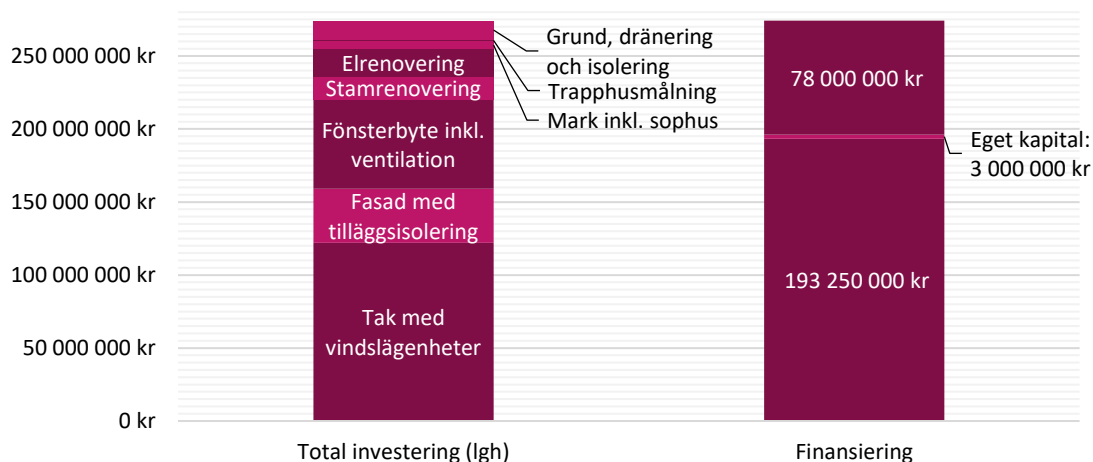 250 000 000 kr
200 000 000 kr
150 000 000 kr
100 000 000 kr
50 000 000 kr
0 kr
Grund, dränering
och isolering
Trapphusmålning
Mark inkl. sophus
Elrenovering
Stamrenovering
Fönsterbyte inkl.
ventilation
Fasad med
tilläggsisolering
Tak med
vindslägenheter
78 000 000 kr
Eget kapital:
3 000 000 kr
193 250 000 kr
Total investering (lgh)
Finansiering